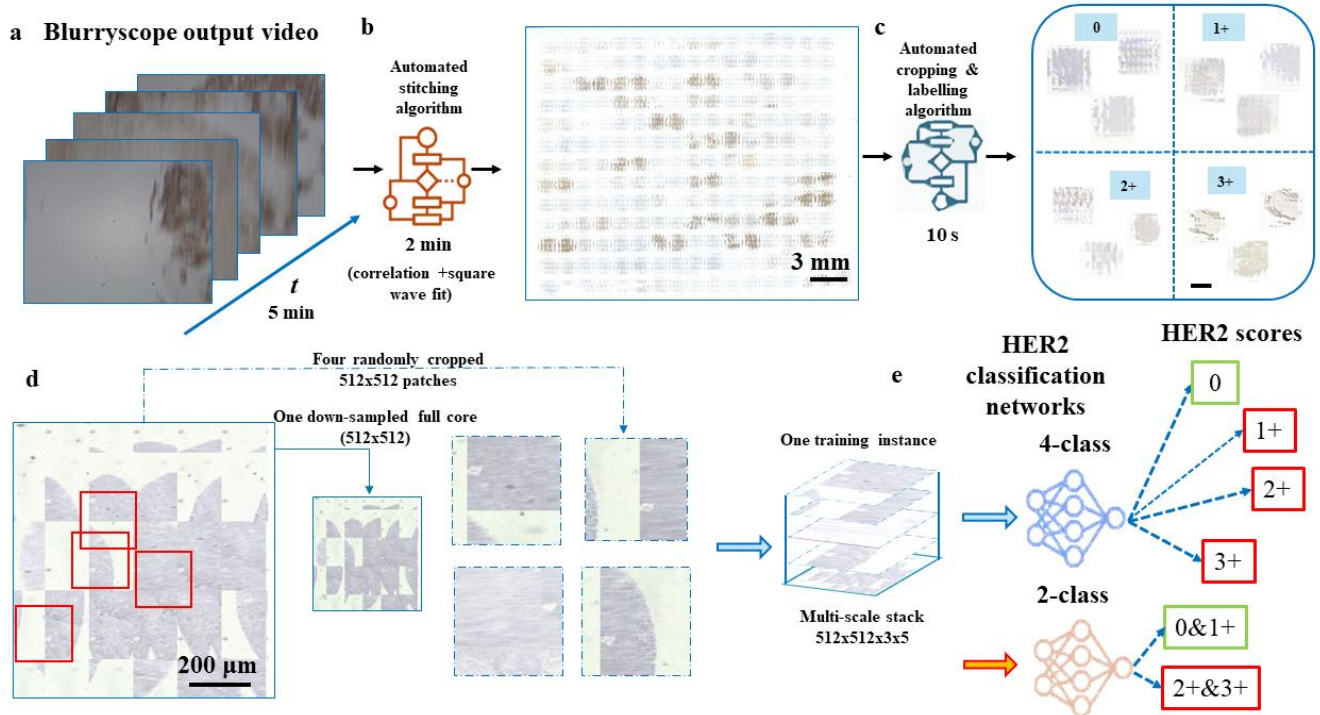 a Blurryscope output video
t
5 min
b
Automated
stitching
algorithm
2 min
(correlation +square
wave fit)
3 mm
c
Automated
cropping &
labelling
algorithm
10 s
0
1+
2+
3+
d
Four randomly cropped
512x512 patches
One down-sampled full core
(512x512)
200 µm
One training instance
Multi-scale stack
512x512x3x5
e
HER2
classification
networks
HER2 scores
4-class
0
1+
2+
3+
2-class
0&1+
2+&3+